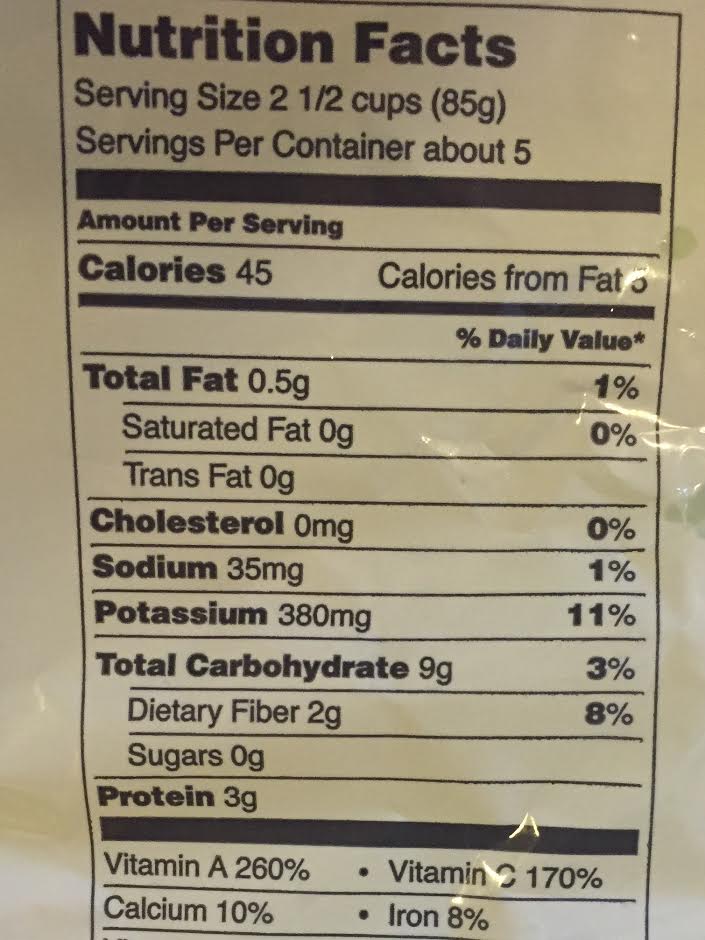 Nutrition Facts
Serving Size 2 1/2 cups (85g)
Servings Per Container about 5
Amount Per Serving
Calories 45 Calories from Fat 5
% Daily Value*
Total Fat 0.5g 1%
Saturated Fat 0g 0%
Trans Fat 0g
Cholesterol 0mg 0%
Sodium 35mg 1%
Potassium 380mg 11%
Total Carbohydrate 9g 3%
Dietary Fiber 2g 8%
Sugars 0g
Protein 3g
Vitamin A 260% • Vitamin C 170%
Calcium 10% • Iron 8%